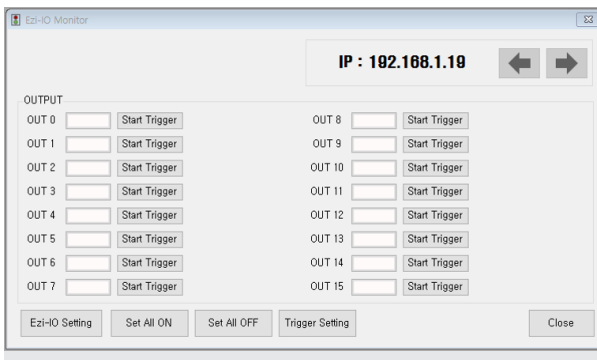 Ezi-IO Monitor
IP : 192.168.1.19
OUTPUT
OUT 0 Start Trigger OUT 8 Start Trigger
OUT 1 Start Trigger OUT 9 Start Trigger
OUT 2 Start Trigger OUT 10 Start Trigger
OUT 3 Start Trigger OUT 11 Start Trigger
OUT 4 Start Trigger OUT 12 Start Trigger
OUT 5 Start Trigger OUT 13 Start Trigger
OUT 6 Start Trigger OUT 14 Start Trigger
OUT 7 Start Trigger OUT 15 Start Trigger
Ezi-IO Setting Set All ON Set All OFF Trigger Setting Close